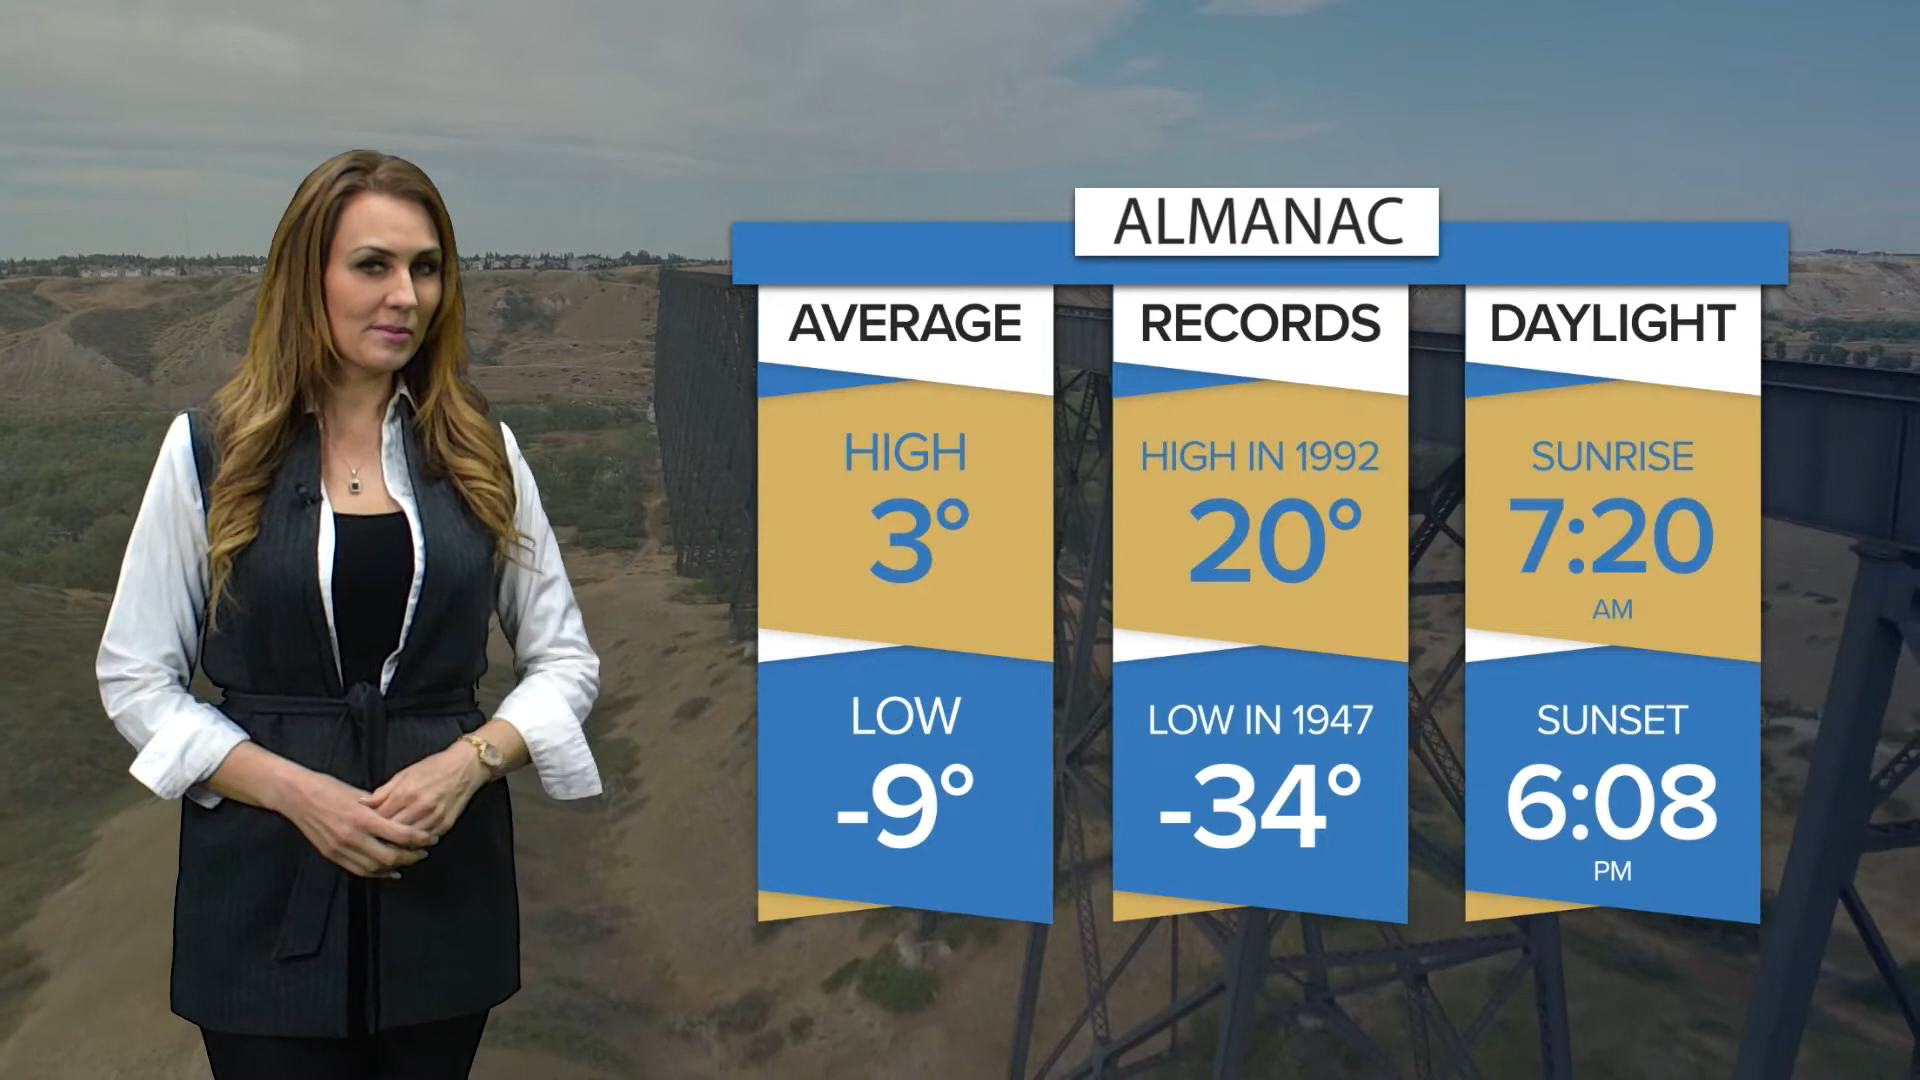 ALMANAC
AVERAGE
HIGH
3°
LOW
-9°
RECORDS
HIGH IN 1992
20°
LOW IN 1947
-34°
DAYLIGHT
SUNRISE
7:20
AM
SUNSET
6:08
PM